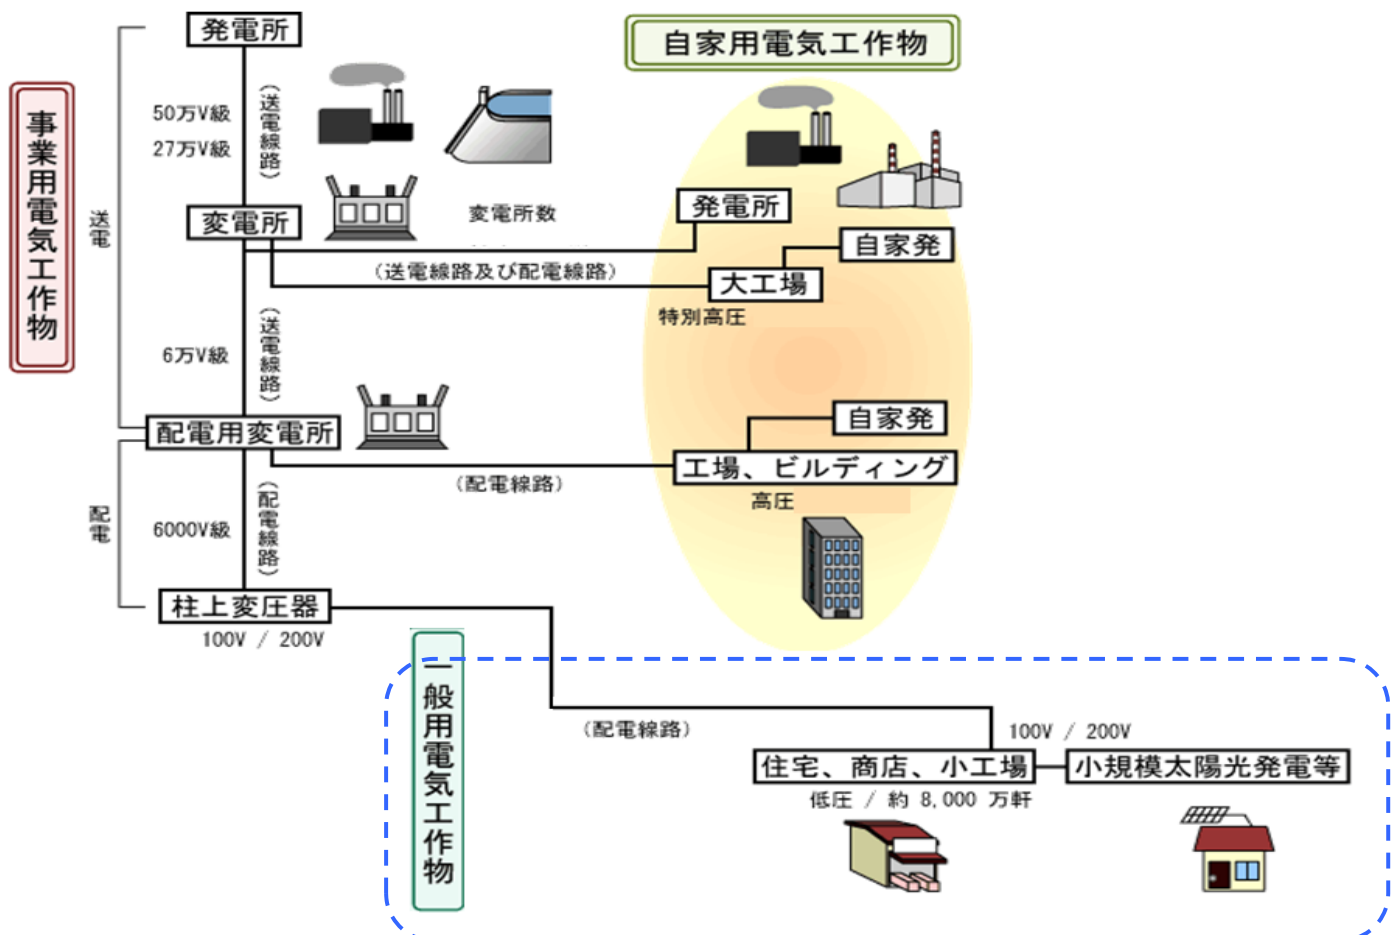 発電所
自家用電気工作物
事業用電気工作物
50万V級
27万V級
(送電線路)
送電
変電所
変電所数
発電所
自家発
(送電線路及び配電線路)
大工場
特別高圧
6万V級
(送電線路)
配電用変電所
自家発
工場、ビルディング
(配電線路)
高圧
配電
6000V級
(配電線路)
柱上変圧器
100V / 200V
一般用電気工作物
(配電線路)
100V / 200V
住宅、商店、小工場
小規模太陽光発電等
低圧 / 約 8,000 万軒